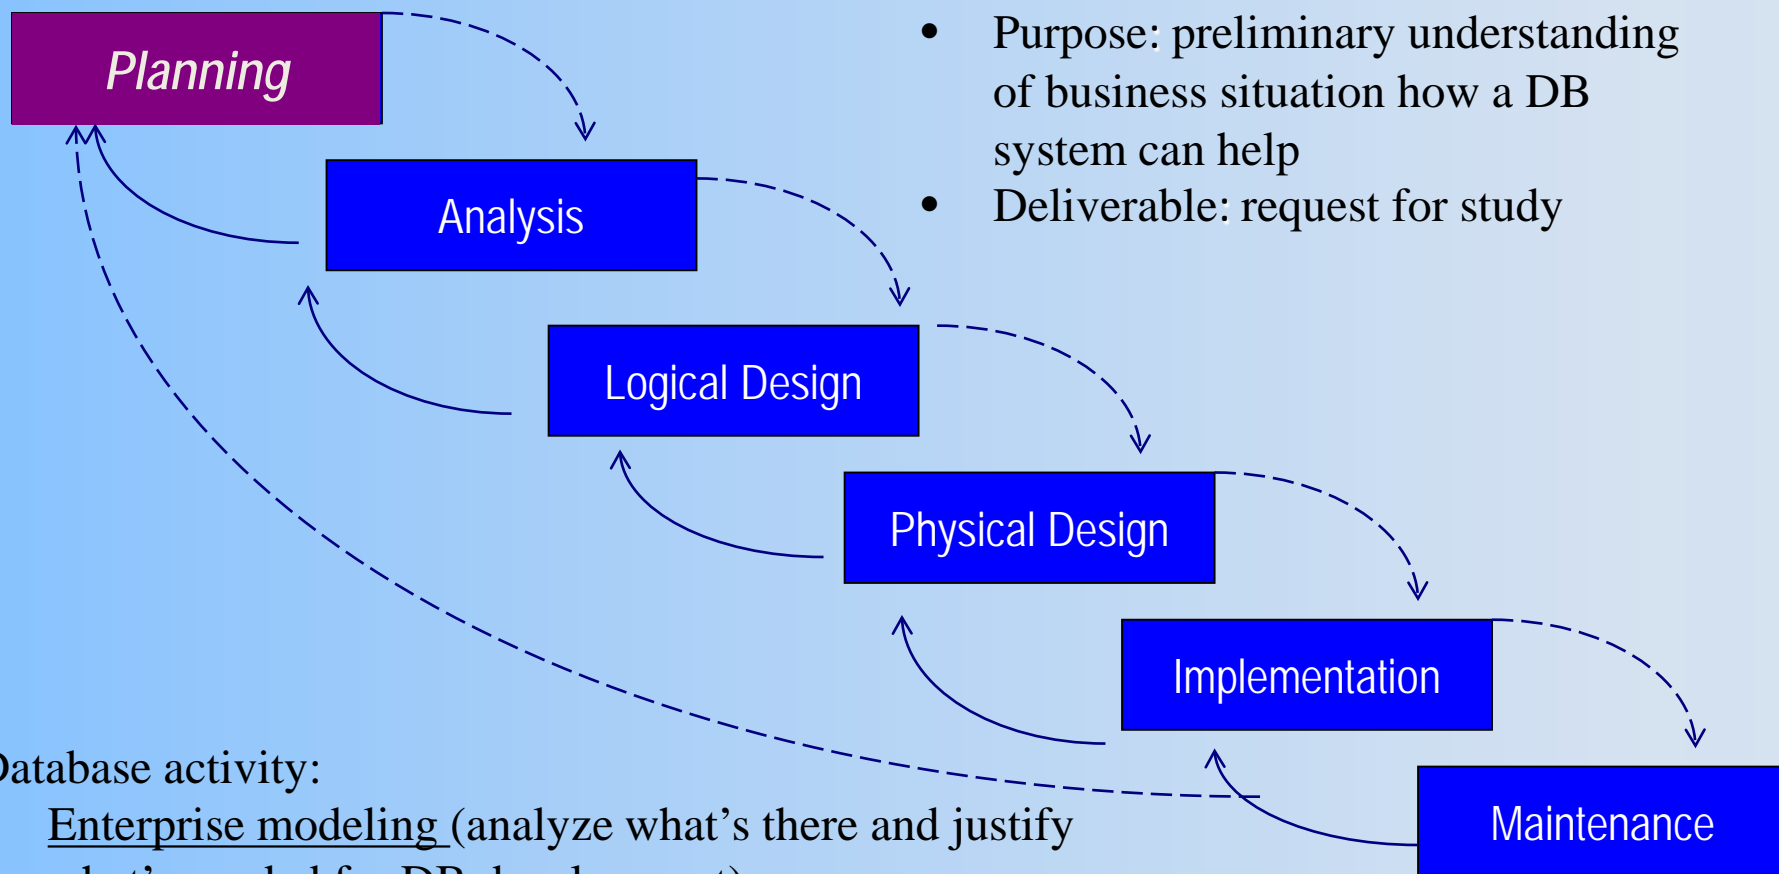 Planning
• Purpose: preliminary understanding
of business situation how a DB
system can help
• Deliverable: request for study
Analysis
Logical Design
Physical Design
Implementation
Maintenance
Database activity:
Enterprise modeling (analyze what's there and justify